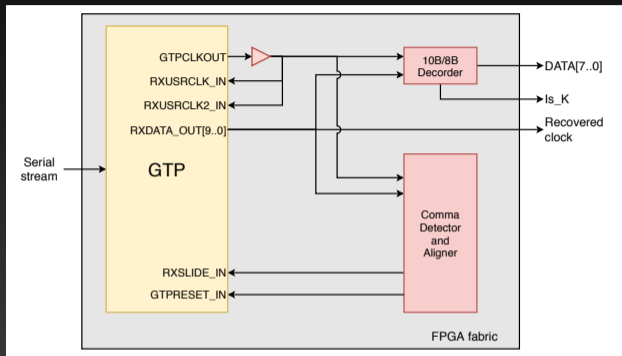 GTPCLKOUT
RXUSRCLK_IN
RXUSRCLK2_IN
RXDATA_OUT[9..0]
Serial
stream
GTP
RXSLIDE_IN
GTPRESET_IN
10B/8B
Decorder
DATA[7..0]
Is_K
Recovered
clock
Comma
Detector
and
Aligner
FPGA fabric